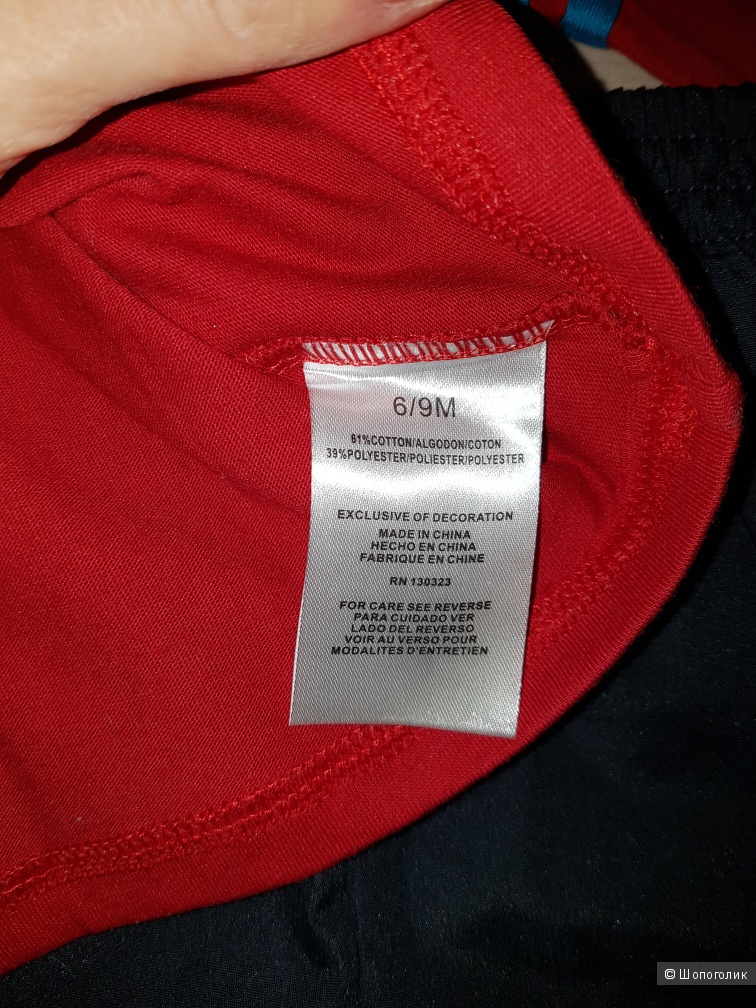 6/9M
61%COTTON/ALGODON/COTON
39%POLYESTER/POLIESTER/POLYESTER
EXCLUSIVE OF DECORATION
MADE IN CHINA
HECHO EN CHINA
FABRIQUE EN CHINE
RN 130323
FOR CARE SEE REVERSE
PARA CUIDADO VER
LADO DEL REVERSO
VOIR AU VERSO POUR
MODALITES D'ENTRETIEN
© Шопоголик